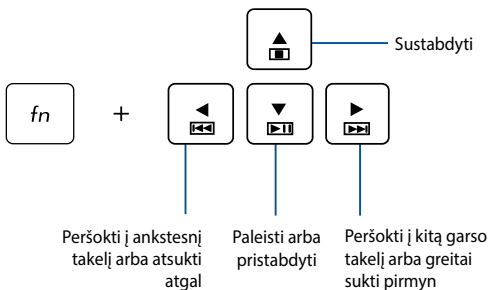 Sustabdyti
fn
+
Peršokti į ankstesnį
takelį arba atsukti
atgal
Paleisti arba
pristabdyti
Peršokti į kitą garso
takelį arba greitai
sukti pirmyn